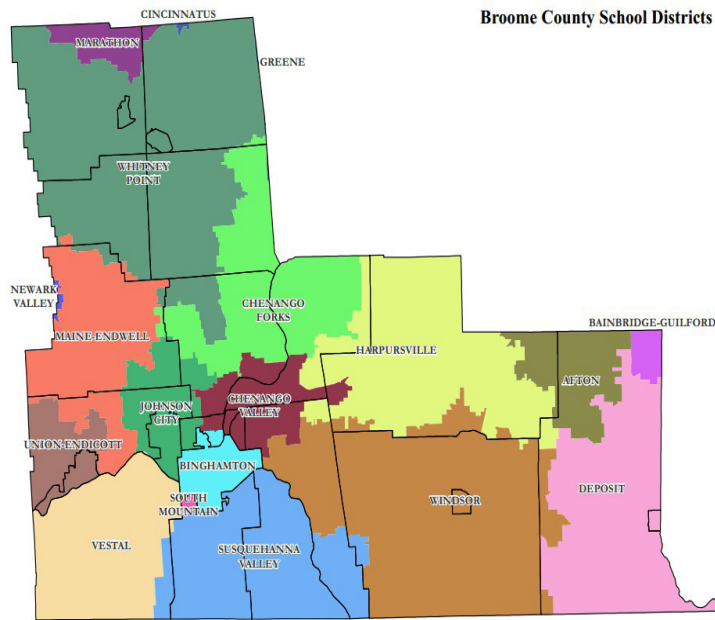 Broome County School Districts
CINCINNATUS
MARATHON
GREENE
WHITNEY
POINT
NEWARK
VALLEY
CHENANGO
FORKS
BAINBRIDGE-GUILFORD
MAINE-ENDWELL
HARPURSVILLE
AFTON
JOHNSON
CITY
CHENANGO
VALLEY
UNION-ENDICOTT
BINGHAMTON
DEPOSIT
SOUTH
MOUNTAIN
WINDSOR
VESTAL
SUSQUEHANNA
VALLEY